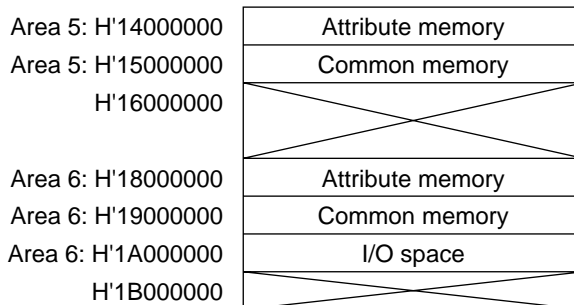 Area 5: H'14000000 Attribute memory
Area 5: H'15000000 Common memory
H'16000000
Area 6: H'18000000 Attribute memory
Area 6: H'19000000 Common memory
Area 6: H'1A000000 I/O space
H'1B000000